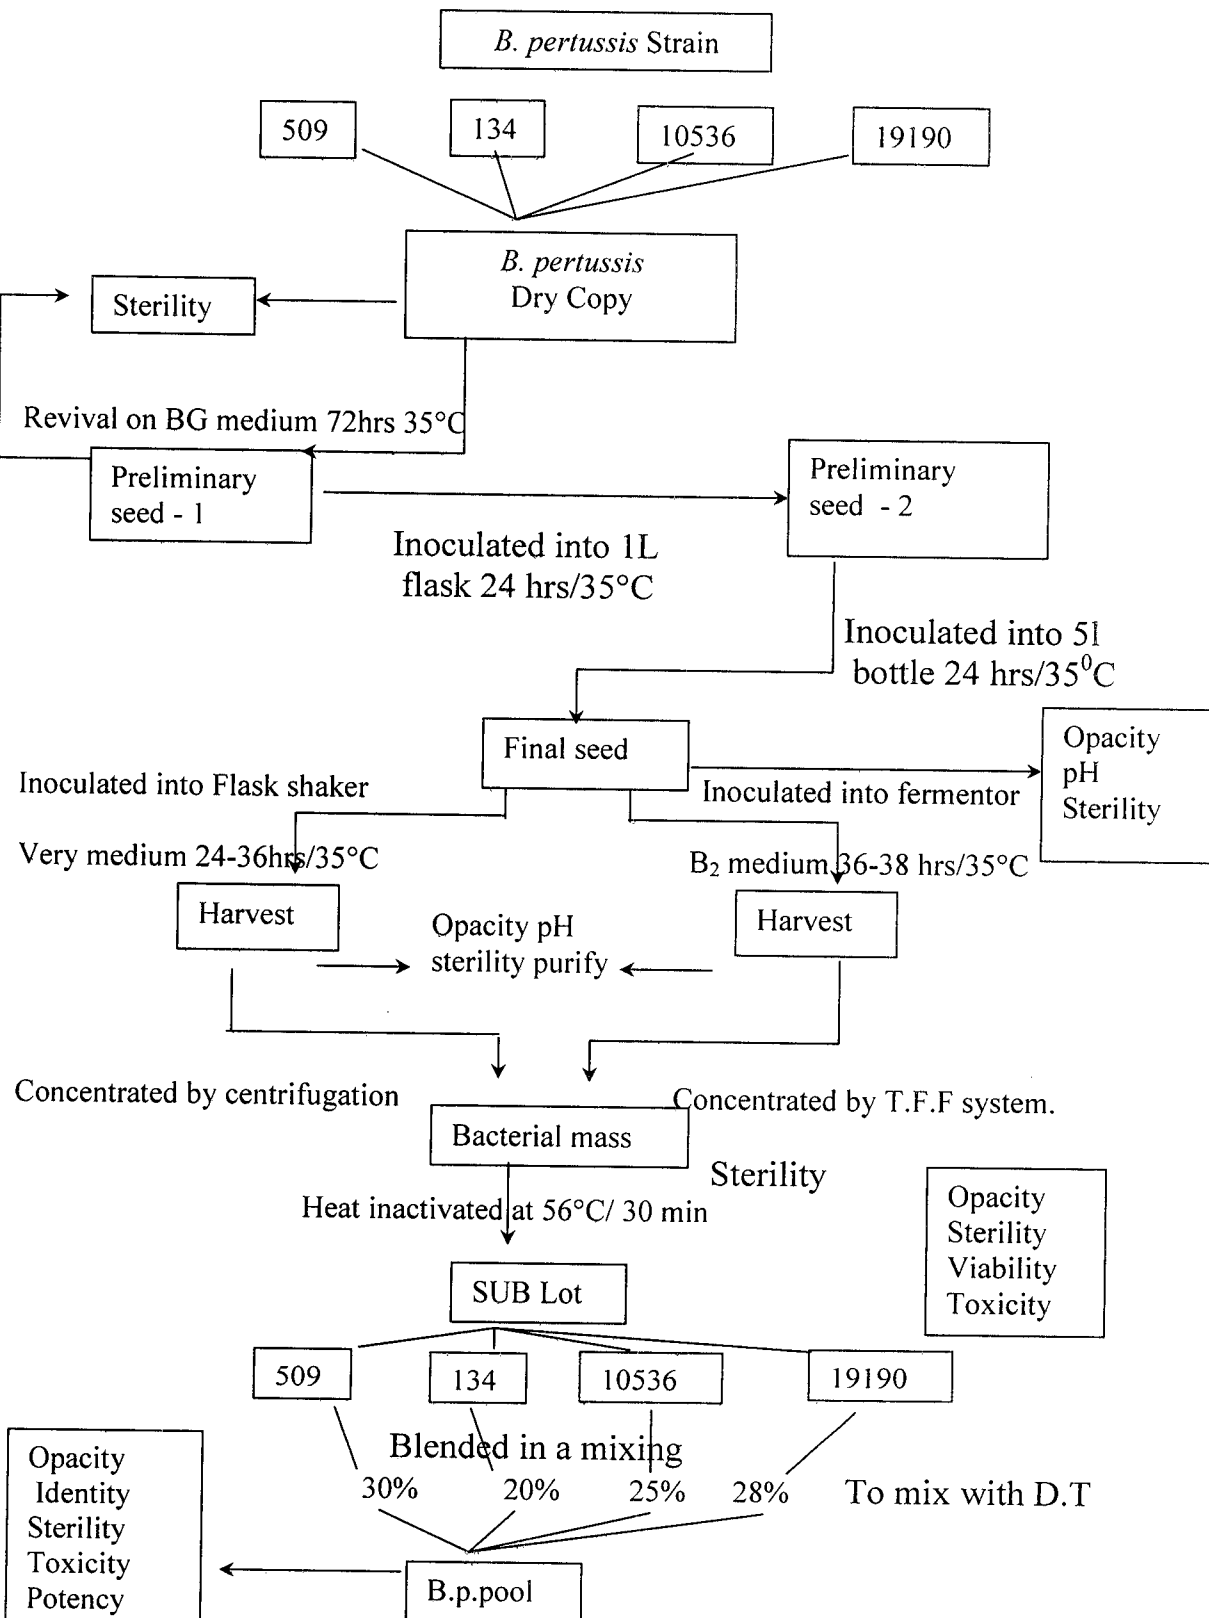 B. pertussis Strain
509
134
10536
19190
B. pertussis
Dry Copy
Sterility
Revival on BG medium 72hrs 35°C
Preliminary
seed - 1
Preliminary
seed - 2
Inoculated into 1L
flask 24 hrs/35°C
Inoculated into 5l
bottle 24 hrs/35⁰C
Final seed
Opacity
pH
Sterility
Inoculated into Flask shaker
Inoculated into fermentor
Very medium 24-36hrs/35°C
B₂ medium 36-38 hrs/35°C
Harvest
Opacity pH
sterility purify
Harvest
Concentrated by centrifugation
Concentrated by T.F.F system.
Bacterial mass
Sterility
Heat inactivated at 56°C/ 30 min
Opacity
Sterility
Viability
Toxicity
SUB Lot
509
134
10536
19190
Blended in a mixing
30%
20%
25%
28%
To mix with D.T
Opacity
Identity
Sterility
Toxicity
Potency
B.p.pool